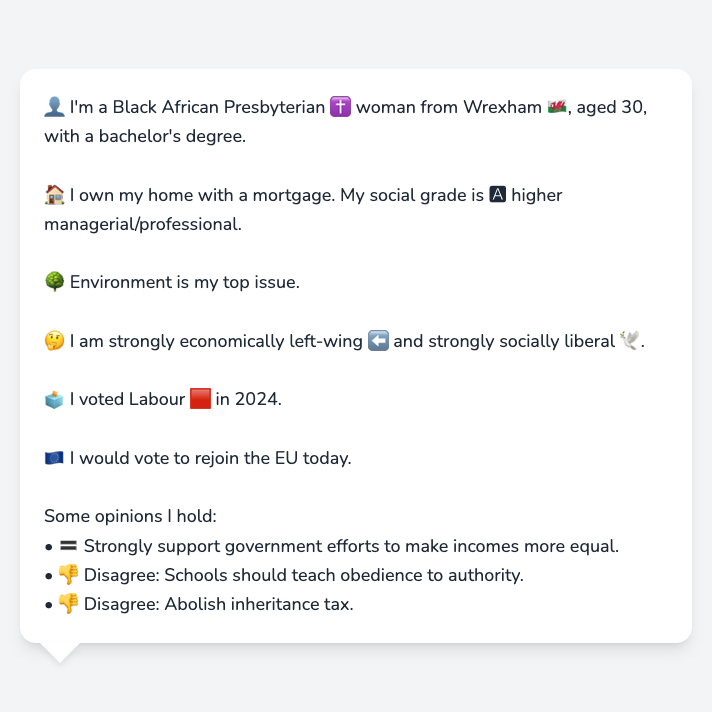 👤 I'm a Black African Presbyterian ✝️ woman from Wrexham 🏴󠁧󠁢󠁷󠁬󠁳󠁿, aged 30,
with a bachelor's degree.
🏠 I own my home with a mortgage. My social grade is 🅰 higher
managerial/professional.
🌳 Environment is my top issue.
🤔 I am strongly economically left-wing ⬅️ and strongly socially liberal 🕊️.
🗳️ I voted Labour 🟥 in 2024.
🇪🇺 I would vote to rejoin the EU today.
Some opinions I hold:
• 🟰 Strongly support government efforts to make incomes more equal.
• 👎 Disagree: Schools should teach obedience to authority.
• 👎 Disagree: Abolish inheritance tax.